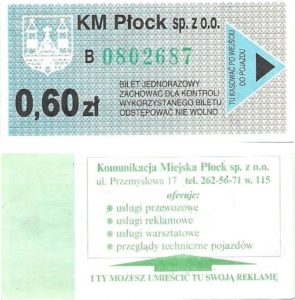 KM Płock sp. z o.o.
B 0802687
BILET JEDNORAZOWY
ZACHOWAĆ DLA KONTROLI
WYKORZYSTANEGO BILETU
ODSTĘPOWAĆ NIE WOLNO
0,60 zł
TU KASOWAĆ PO WEJŚCIU
DO POJAZDU
Komunikacja Miejska Płock sp. z o.o.
ul. Przemysłowa 17 tel. 262-56-71 w. 115
oferuje:
usługi przewozowe
usługi reklamowe
usługi warsztatowe
przeglądy techniczne pojazdów
I TY MOŻESZ UMIEŚCIĆ TU SWOJĄ REKLAMĘ